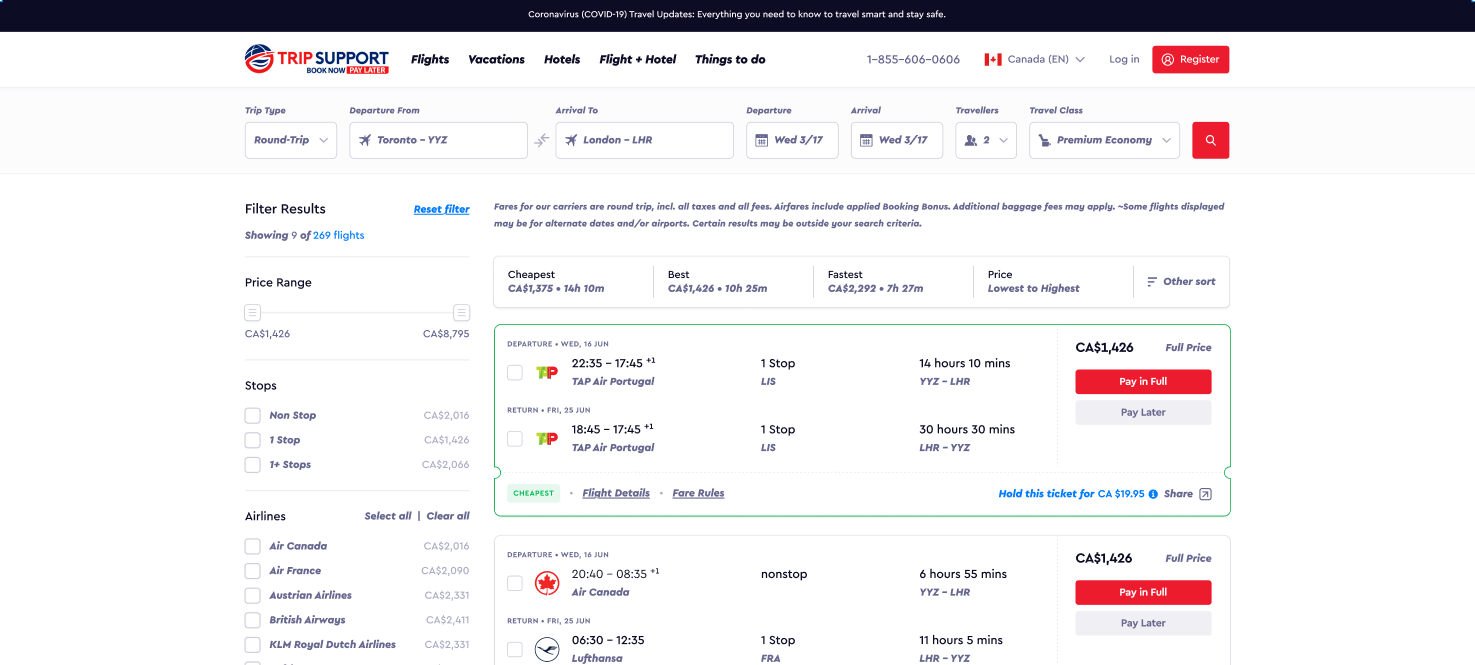 Coronavirus (COVID-19) Travel Updates: Everything you need to know to travel smart and stay safe.
TRIP SUPPORT
BOOK NOW PAY LATER
Flights Vacations Hotels Flight + Hotel Things to do
1-855-606-0606 Canada (EN) Log in Register
Trip Type Departure From Arrival To Departure Arrival Travellers Travel Class
Round-Trip Toronto - YYZ London - LHR Wed 3/17 Wed 3/17 2 Premium Economy
Filter Results Reset filter
Showing 9 of 269 flights
Price Range
CA$1,426 CA$8,795
Stops
Non Stop CA$2,016
1 Stop CA$1,426
1+ Stops CA$2,066
Airlines Select all | Clear all
Air Canada CA$2,016
Air France CA$2,090
Austrian Airlines CA$2,331
British Airways CA$2,411
KLM Royal Dutch Airlines CA$2,331
Fares for our carriers are round trip, incl. all taxes and all fees. Airfares include applied Booking Bonus. Additional baggage fees may apply. ~Some flights displayed
may be for alternate dates and/or airports. Certain results may be outside your search criteria.
Cheapest Best Fastest Price
CA$1,375 • 14h 10m CA$1,426 • 10h 25m CA$2,292 • 7h 27m Lowest to Highest Other sort
DEPARTURE • WED, 16 JUN
TAP 22:35 - 17:45 +1 1 Stop 14 hours 10 mins
TAP Air Portugal LIS YYZ - LHR
RETURN • FRI, 25 JUN
TAP 18:45 - 17:45 +1 1 Stop 30 hours 30 mins
TAP Air Portugal LIS LHR - YYZ
CA$1,426 Full Price
Pay in Full
Pay Later
CHEAPEST • Flight Details • Fare Rules Hold this ticket for CA $19.95 Share
DEPARTURE • WED, 16 JUN
20:40 - 08:35 +1 nonstop 6 hours 55 mins
Air Canada YYZ - LHR
RETURN • FRI, 25 JUN
06:30 - 12:35 1 Stop 11 hours 5 mins
Lufthansa FRA LHR - YYZ
CA$1,426 Full Price
Pay in Full
Pay Later